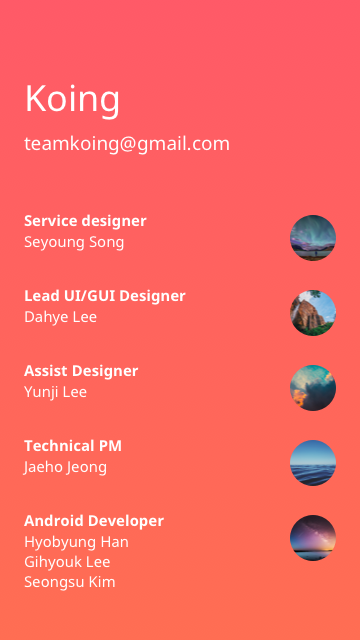 Koing
teamkoing@gmail.com
Service designer
Seyoung Song
Lead UI/GUI Designer
Dahye Lee
Assist Designer
Yunji Lee
Technical PM
Jaeho Jeong
Android Developer
Hyobyung Han
Gihyouk Lee
Seongsu Kim